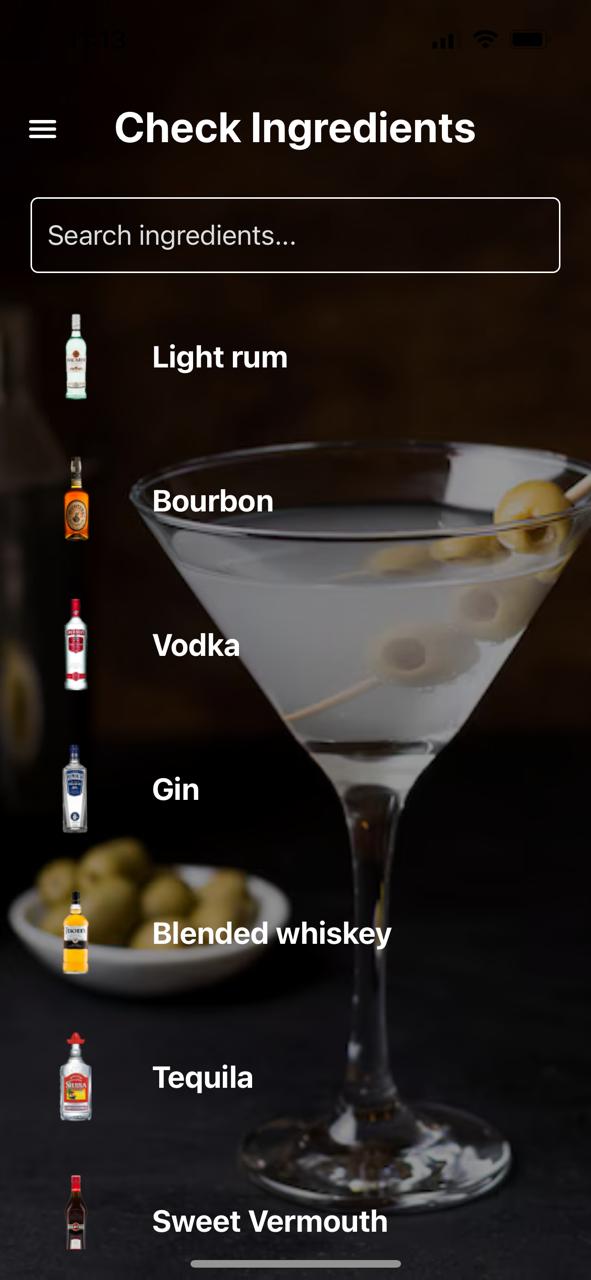 Check Ingredients
Search ingredients...
Light rum
Bourbon
Vodka
Gin
Blended whiskey
Tequila
Sweet Vermouth